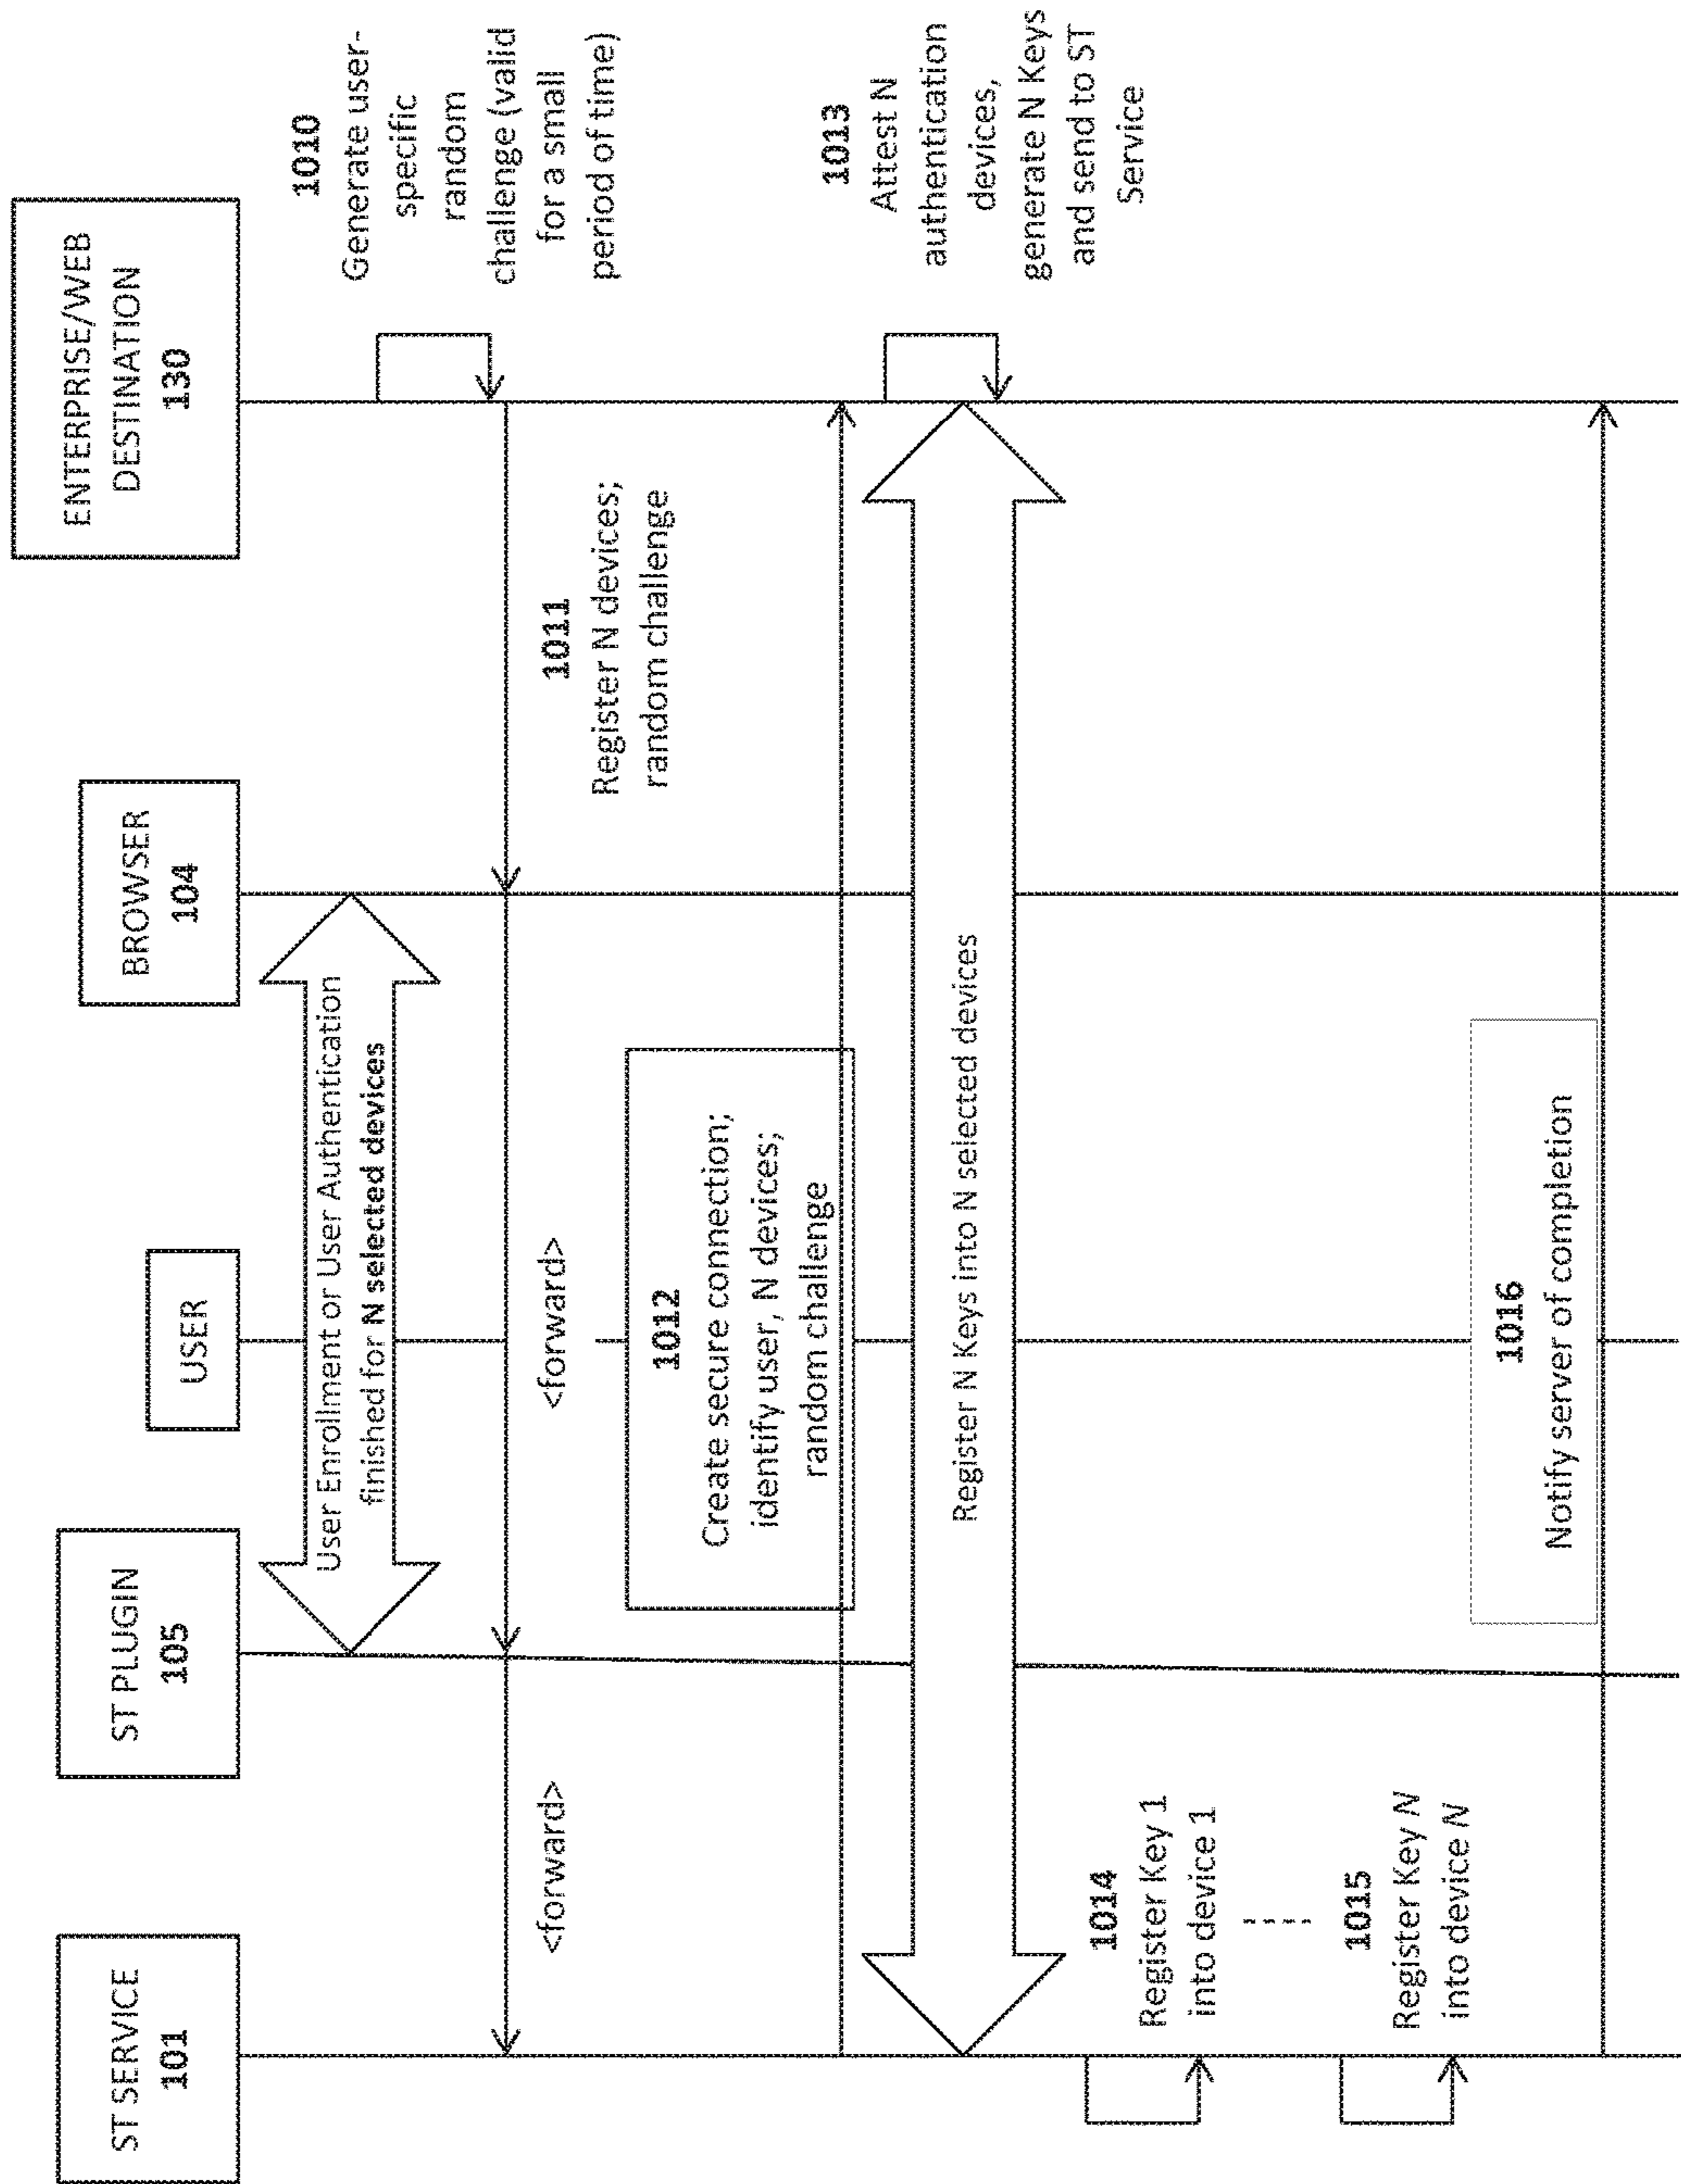 ST SERVICE
101
ST PLUGIN
105
USER
BROWSER
104
ENTERPRISE/WEB
DESTINATION
130
User Enrollment or User Authentication
finished for N selected devices
1010
Generate user-
specific
random
challenge (valid
for a small
period of time)
<forward>
<forward>
1011
Register N devices;
random challenge
1012
Create secure connection;
identify user, N devices;
random challenge
1013
Attest N
authentication
devices,
generate N Keys
and send to ST
Service
Register N Keys into N selected devices
1014
Register Key 1
into device 1
1015
Register Key N
into device N
1016
Notify server of completion